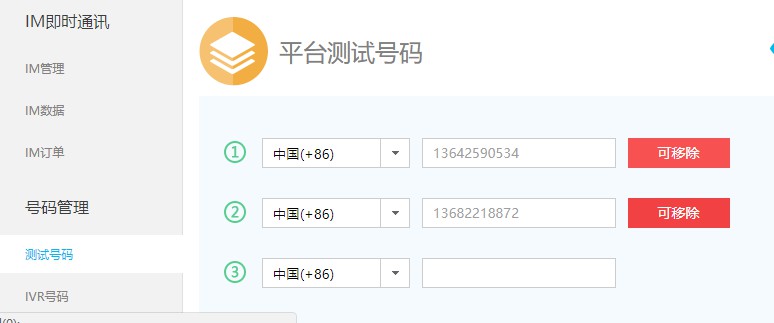 IM即时通讯
IM管理
IM数据
IM订单
号码管理
测试号码
IVR号码
平台测试号码
1 中国(+86) 13642590534 可移除
2 中国(+86) 13682218872 可移除
3 中国(+86)